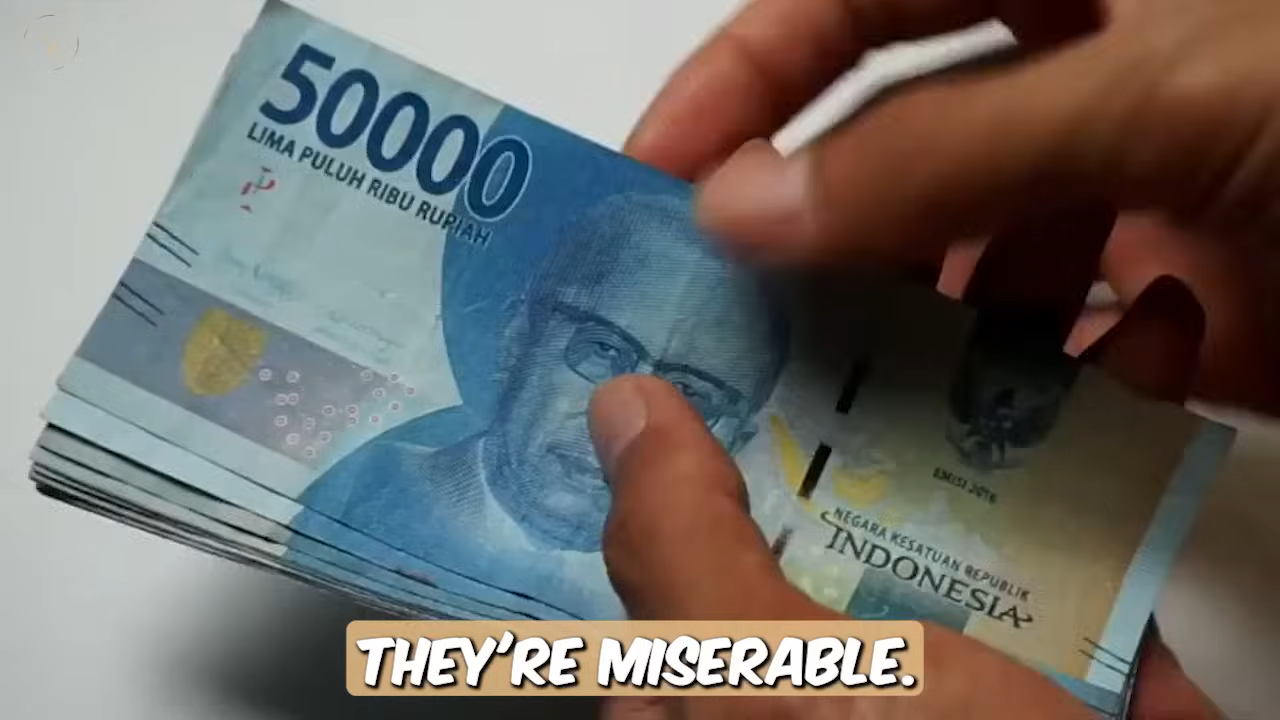 50000
LIMA PULUH RIBU RUPIAH
EMISI 2016
NEGARA KESATUAN REPUBLIK
INDONESIA
THEY'RE MISERABLE.